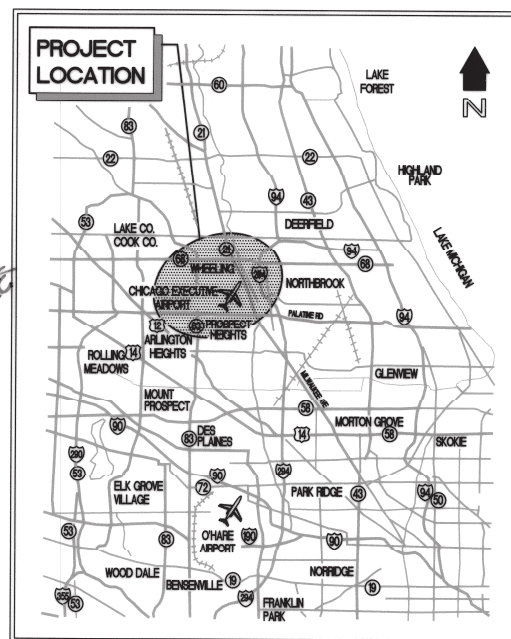 PROJECT
LOCATION
LAKE
FOREST
N
60
83
21
22
22
HIGHLAND
PARK
94
43
53
DEERFIELD
LAKE CO.
COOK CO.
LAKE MICHIGAN
21
94
68
68
WHEELING
294
NORTHBROOK
CHICAGO EXECUTIVE
AIRPORT
PALATINE RD
94
12
83
PROSPECT
HEIGHTS
ARLINGTON
HEIGHTS
14
ROLLING
MEADOWS
GLENVIEW
MILWAUKEE AVE
MOUNT
PROSPECT
58
MORTON GROVE
90
DES
PLAINES
83
14
58
SKOKIE
290
53
90
294
72
ELK GROVE
VILLAGE
PARK RIDGE
43
94
50
O'HARE
AIRPORT
190
90
53
83
WOOD DALE
BENSENVILLE
19
NORRIDGE
19
355
53
294
FRANKLIN
PARK